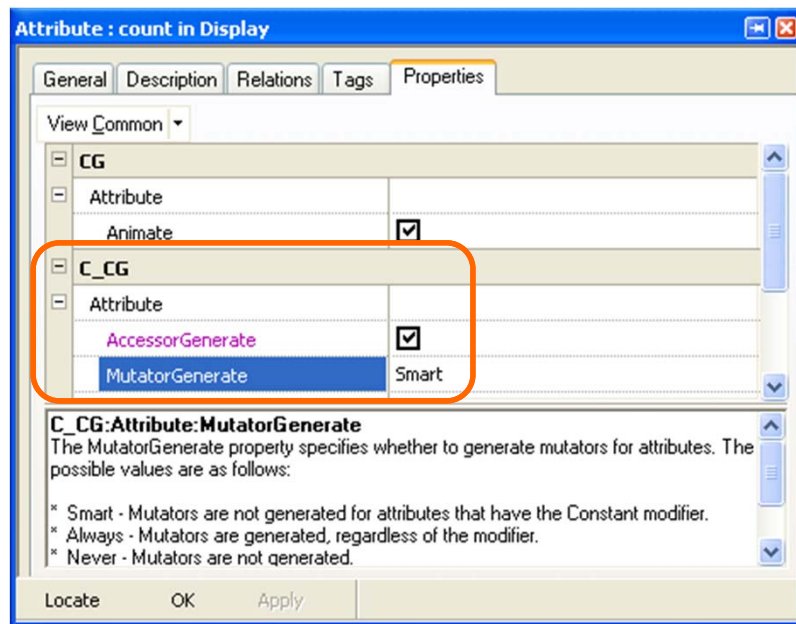 Attribute : count in Display
General Description Relations Tags Properties
View Common
CG
Attribute
Animate
C_CG
Attribute
AccessorGenerate
MutatorGenerate Smart
C_CG:Attribute:MutatorGenerate
The MutatorGenerate property specifies whether to generate mutators for attributes. The
possible values are as follows:
* Smart - Mutators are not generated for attributes that have the Constant modifier.
* Always - Mutators are generated, regardless of the modifier.
* Never - Mutators are not generated.
Locate OK Apply